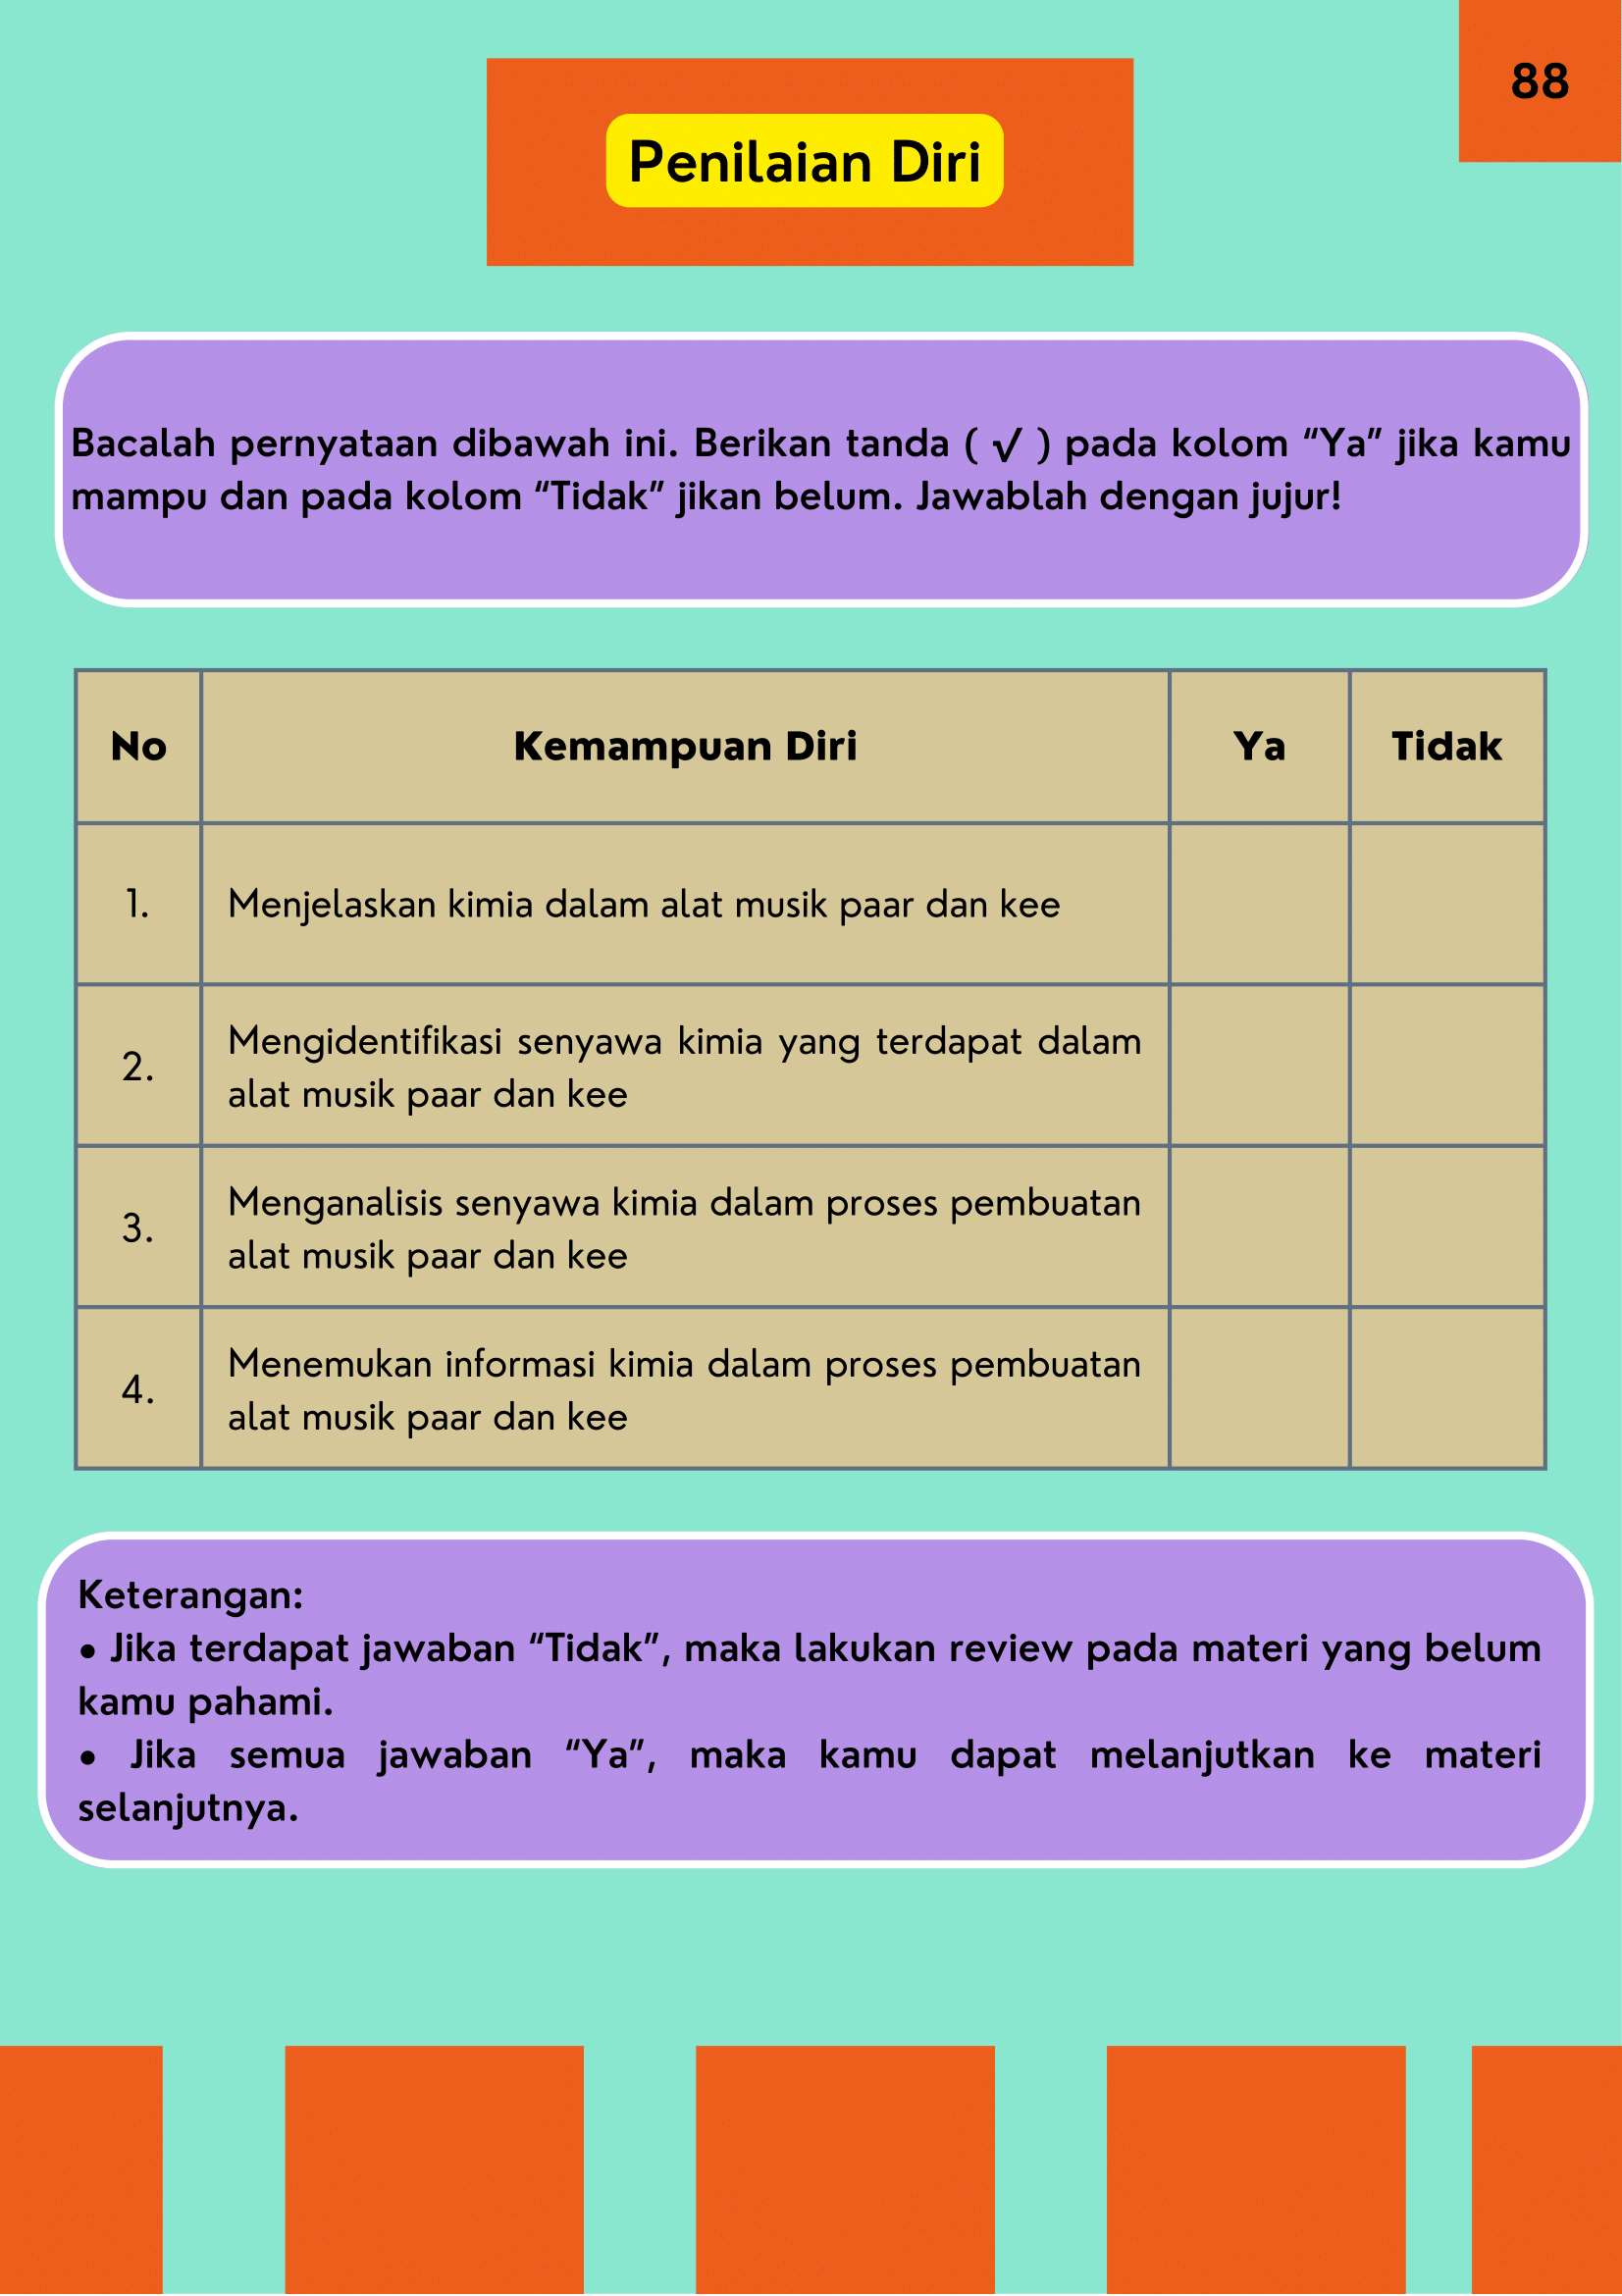 88
Penilaian Diri
Bacalah pernyataan dibawah ini. Berikan tanda ( √ ) pada kolom “Ya” jika kamu
mampu dan pada kolom “Tidak” jikan belum. Jawablah dengan jujur!
No Kemampuan Diri Ya Tidak
1. Menjelaskan kimia dalam alat musik paar dan kee
2. Mengidentifikasi senyawa kimia yang terdapat dalam
alat musik paar dan kee
3. Menganalisis senyawa kimia dalam proses pembuatan
alat musik paar dan kee
4. Menemukan informasi kimia dalam proses pembuatan
alat musik paar dan kee
Keterangan:
• Jika terdapat jawaban “Tidak”, maka lakukan review pada materi yang belum
kamu pahami.
• Jika semua jawaban “Ya”, maka kamu dapat melanjutkan ke materi
selanjutnya.